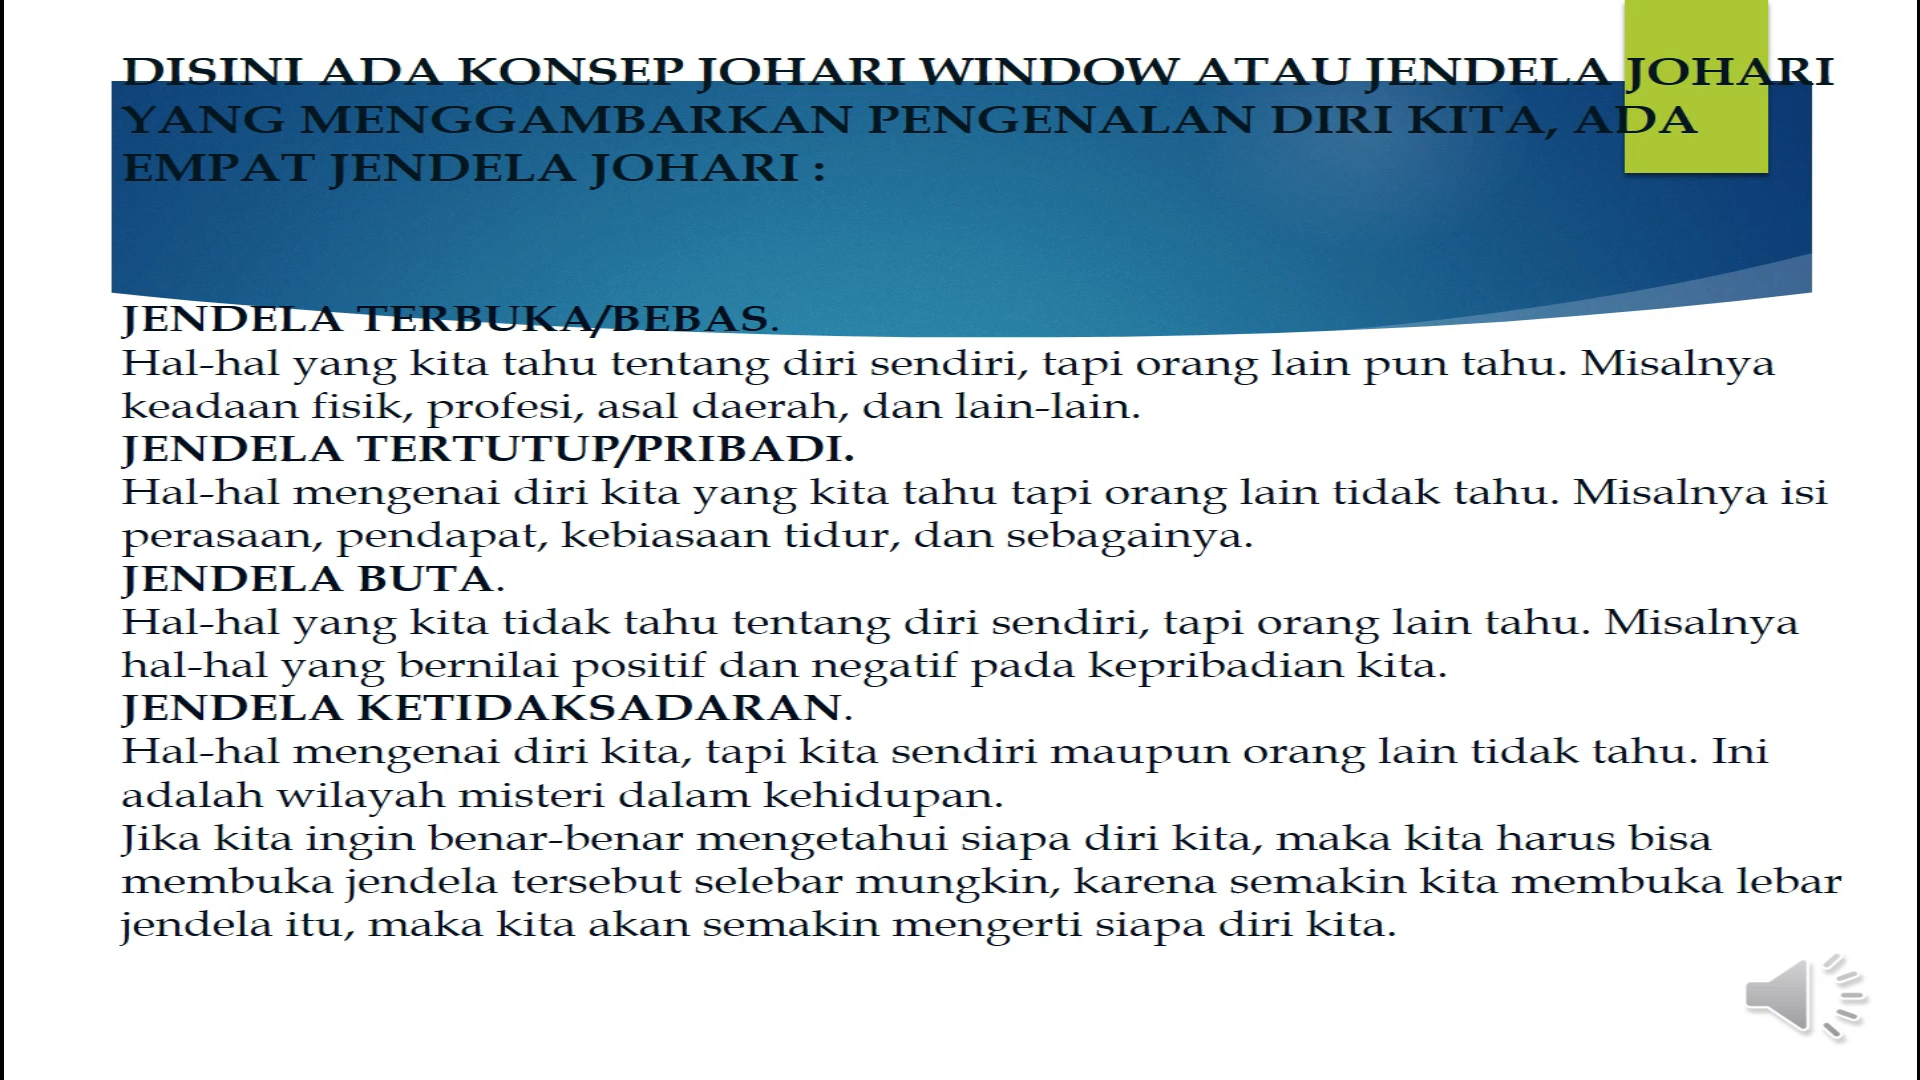 DISINI ADA KONSEP JOHARI WINDOW ATAU JENDELA JOHARI
YANG MENGGAMBARKAN PENGENALAN DIRI KITA, ADA
EMPAT JENDELA JOHARI :
JENDELA TERBUKA/BEBAS.
Hal-hal yang kita tahu tentang diri sendiri, tapi orang lain pun tahu. Misalnya
keadaan fisik, profesi, asal daerah, dan lain-lain.
JENDELA TERTUTUP/PRIBADI.
Hal-hal mengenai diri kita yang kita tahu tapi orang lain tidak tahu. Misalnya isi
perasaan, pendapat, kebiasaan tidur, dan sebagainya.
JENDELA BUTA.
Hal-hal yang kita tidak tahu tentang diri sendiri, tapi orang lain tahu. Misalnya
hal-hal yang bernilai positif dan negatif pada kepribadian kita.
JENDELA KETIDAKSADARAN.
Hal-hal mengenai diri kita, tapi kita sendiri maupun orang lain tidak tahu. Ini
adalah wilayah misteri dalam kehidupan.
Jika kita ingin benar-benar mengetahui siapa diri kita, maka kita harus bisa
membuka jendela tersebut selebar mungkin, karena semakin kita membuka lebar
jendela itu, maka kita akan semakin mengerti siapa diri kita.